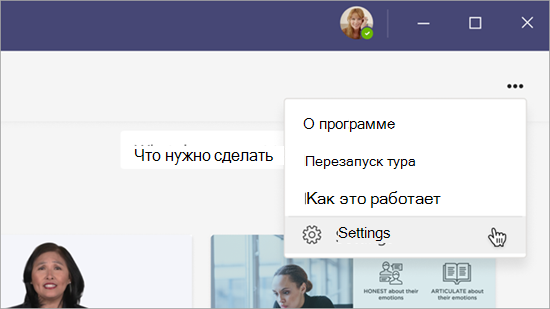 О программе
Что нужно сделать
Перезапуск тура
Как это работает
Settings
HONEST about their
emotions
ARTICULATE about
their emotions